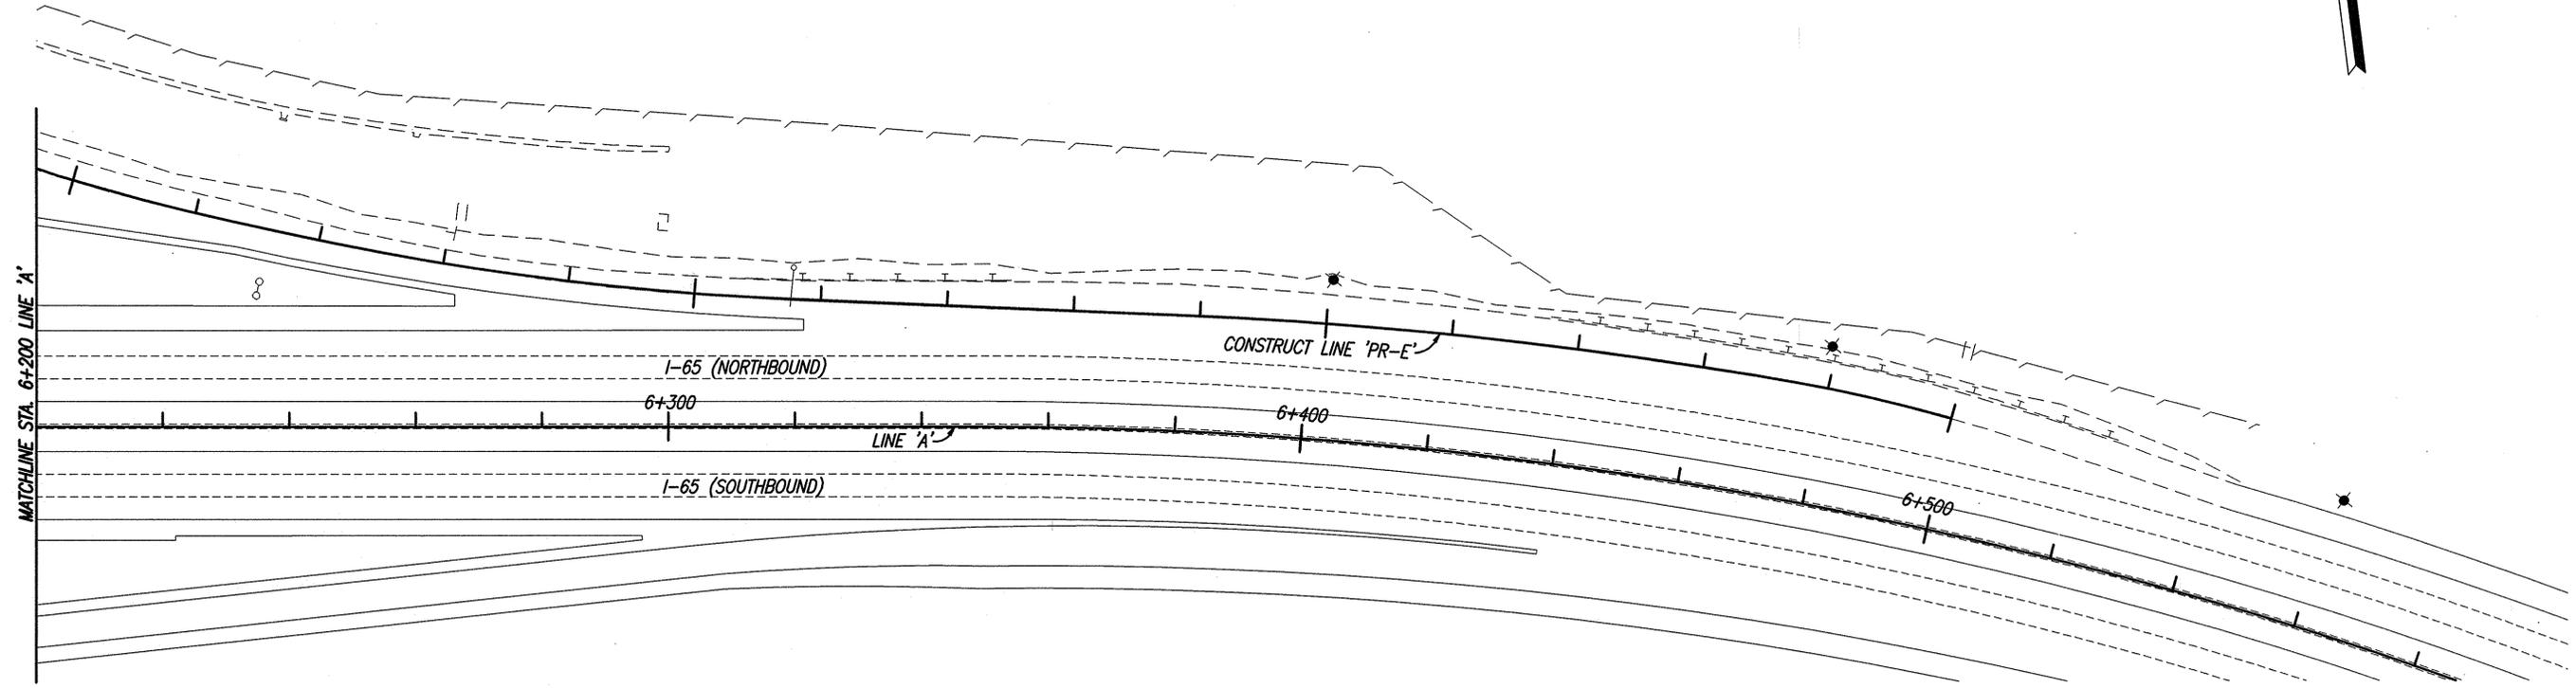 MATCHLINE STA. 6+200 LINE 'A'
CONSTRUCT LINE 'PR-E'
I-65 (NORTHBOUND)
6+300
6+400
LINE 'A'
I-65 (SOUTHBOUND)
6+500